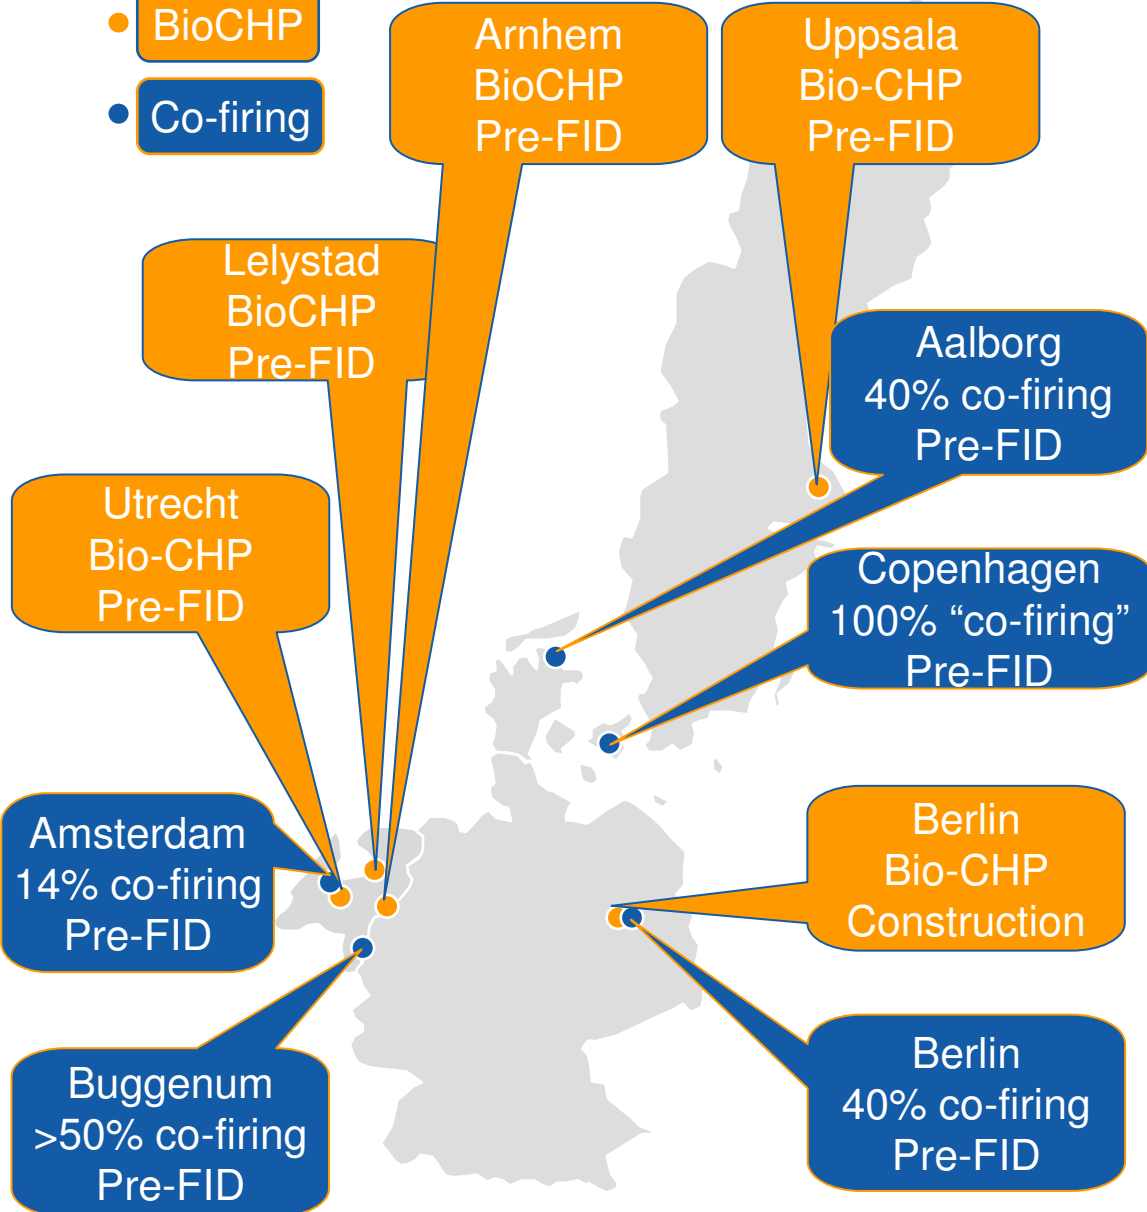 BioCHP
Co-firing
Arnhem
BioCHP
Pre-FID
Uppsala
Bio-CHP
Pre-FID
Lelystad
BioCHP
Pre-FID
Aalborg
40% co-firing
Pre-FID
Utrecht
Bio-CHP
Pre-FID
Copenhagen
100% “co-firing”
Pre-FID
Amsterdam
14% co-firing
Pre-FID
Berlin
Bio-CHP
Construction
Buggenum
>50% co-firing
Pre-FID
Berlin
40% co-firing
Pre-FID